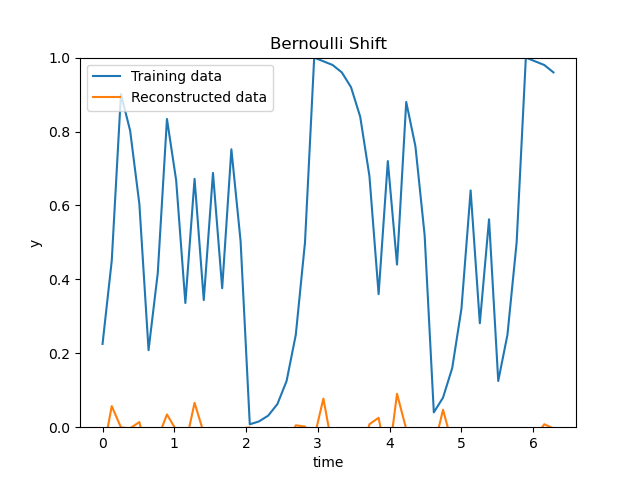 Bernoulli Shift
Training data
Reconstructed data
y
1.0
0.8
0.6
0.4
0.2
0.0
0 1 2 3 4 5 6
time